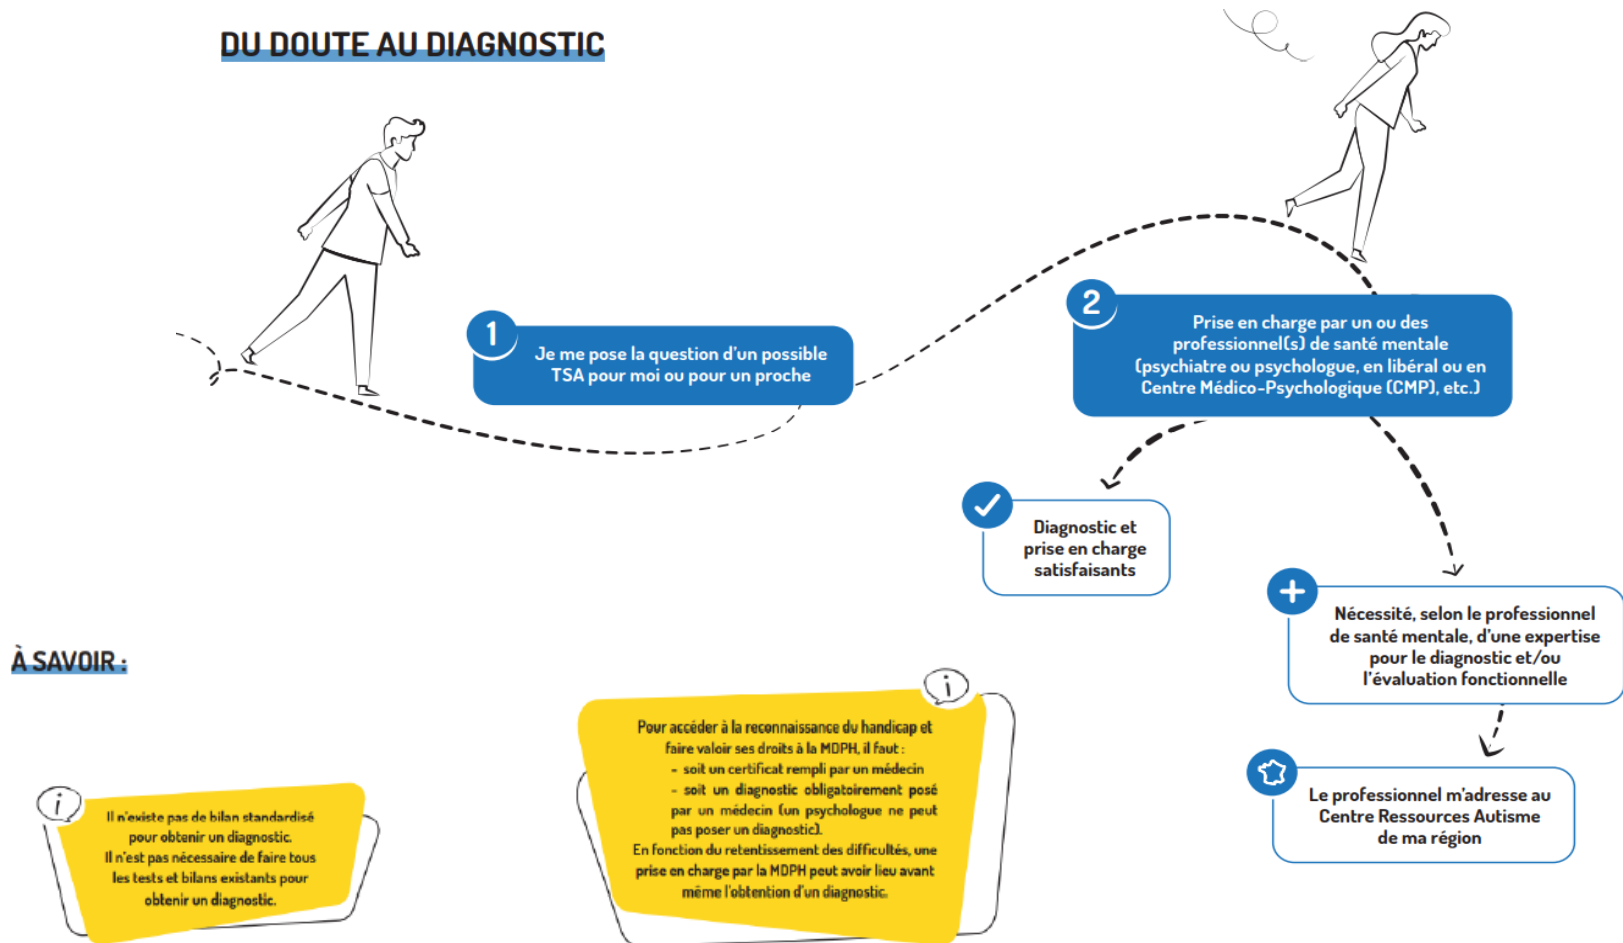 DU DOUTE AU DIAGNOSTIC
1
Je me pose la question d'un possible
TSA pour moi ou pour un proche
2
Prise en charge par un ou des
professionnel(s) de santé mentale
(psychiatre ou psychologue, en libéral ou en
Centre Médico-Psychologique (CMP), etc.)
Diagnostic et
prise en charge
satisfaisants
Nécessité, selon le professionnel
de santé mentale, d'une expertise
pour le diagnostic et/ou
l'évaluation fonctionnelle
Le professionnel m'adresse au
Centre Ressources Autisme
de ma région
À SAVOIR :
i
Il n'existe pas de bilan standardisé
pour obtenir un diagnostic.
Il n'est pas nécessaire de faire tous
les tests et bilans existants pour
obtenir un diagnostic.
i
Pour accéder à la reconnaissance du handicap et
faire valoir ses droits à la MDPH, il faut :
- soit un certificat rempli par un médecin
- soit un diagnostic obligatoirement posé
par un médecin (un psychologue ne peut
pas poser un diagnostic).
En fonction du retentissement des difficultés, une
prise en charge par la MDPH peut avoir lieu avant
même l'obtention d'un diagnostic.